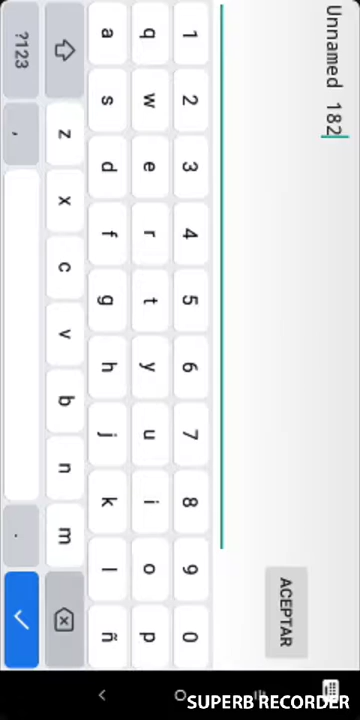 Unnamed 182
ACEPTAR
1 2 3 4 5 6 7 8 9 0
q w e r t y u i o p
a s d f g h j k l ñ
z x c v b n m
?123 , .
SUPERB RECORDER